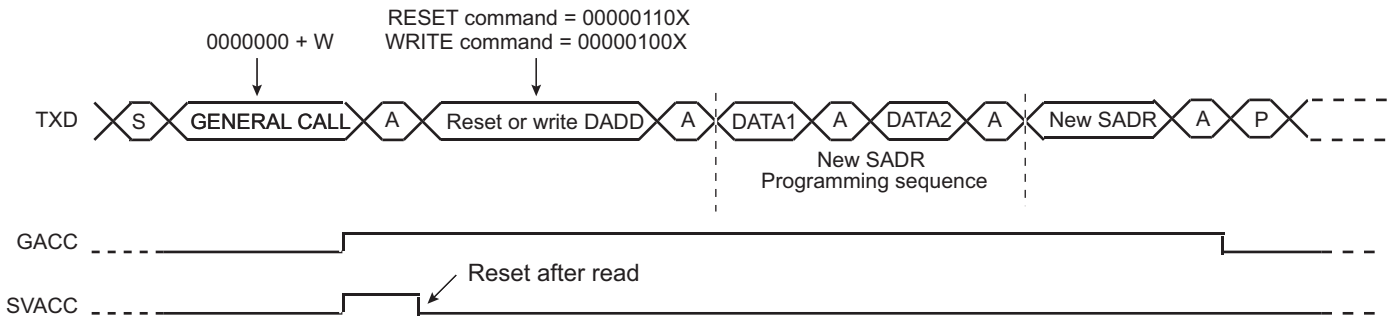 RESET command = 00000110X
0000000 + W
WRITE command = 00000100X
TXD S GENERAL CALL A Reset or write DADD A DATA1 A DATA2 A New SADR A P
New SADR
Programming sequence
GACC
Reset after read
SVACC